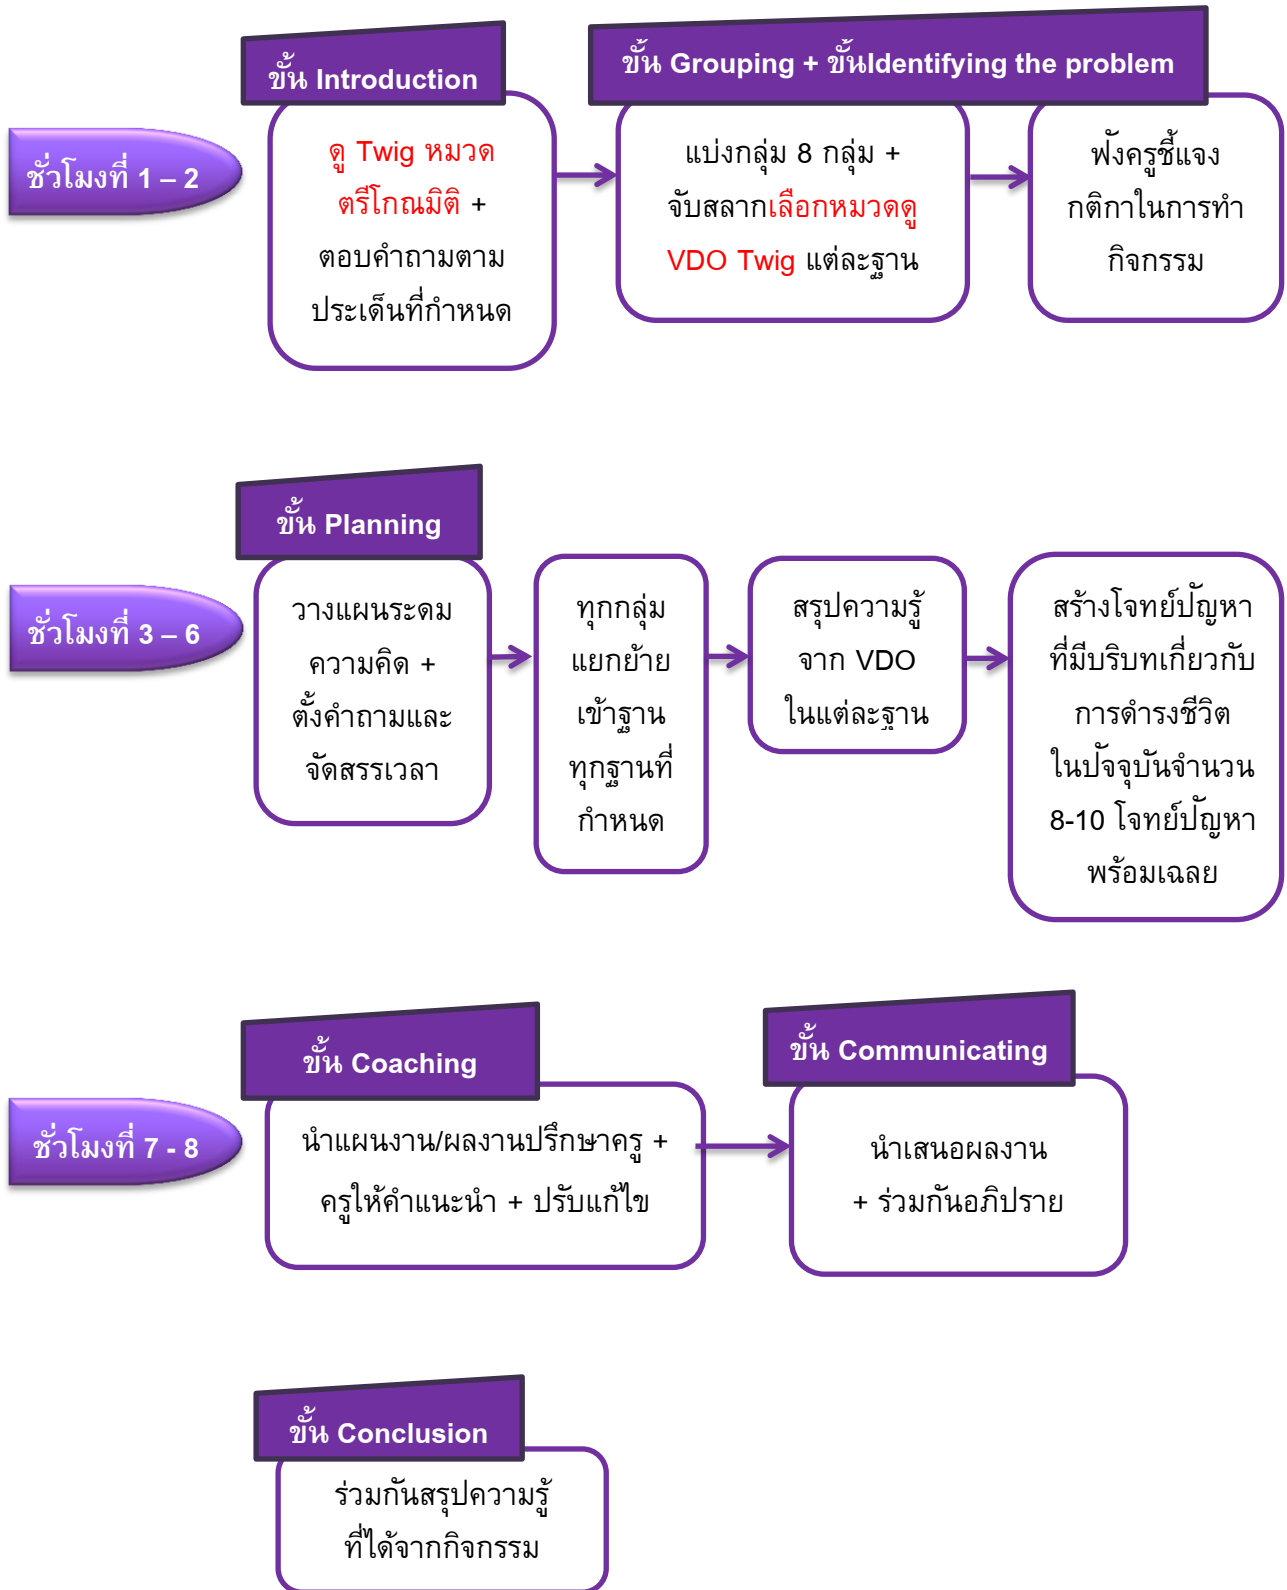 ขั้น Introduction
ขั้น Grouping + ขั้นIdentifying the problem
ชั่วโมงที่ 1 – 2
ดู Twig หมวด
ตรีโกณมิติ +
ตอบคำถามตาม
ประเด็นที่กำหนด
แบ่งกลุ่ม 8 กลุ่ม +
จับสลากเลือกหมวดดู
VDO Twig แต่ละฐาน
ฟังครูชี้แจง
กติกาในการทำ
กิจกรรม
ขั้น Planning
ชั่วโมงที่ 3 – 6
วางแผนระดม
ความคิด +
ตั้งคำถามและ
จัดสรรเวลา
ทุกกลุ่ม
แยกย้าย
เข้าฐาน
ทุกฐานที่
กำหนด
สรุปความรู้
จาก VDO
ในแต่ละฐาน
สร้างโจทย์ปัญหา
ที่มีบริบทเกี่ยวกับ
การดำรงชีวิต
ในปัจจุบันจำนวน
8-10 โจทย์ปัญหา
พร้อมเฉลย
ขั้น Coaching
ขั้น Communicating
ชั่วโมงที่ 7 - 8
นำแผนงาน/ผลงานปรึกษาครู +
ครูให้คำแนะนำ + ปรับแก้ไข
นำเสนอผลงาน
+ ร่วมกันอภิปราย
ขั้น Conclusion
ร่วมกันสรุปความรู้
ที่ได้จากกิจกรรม